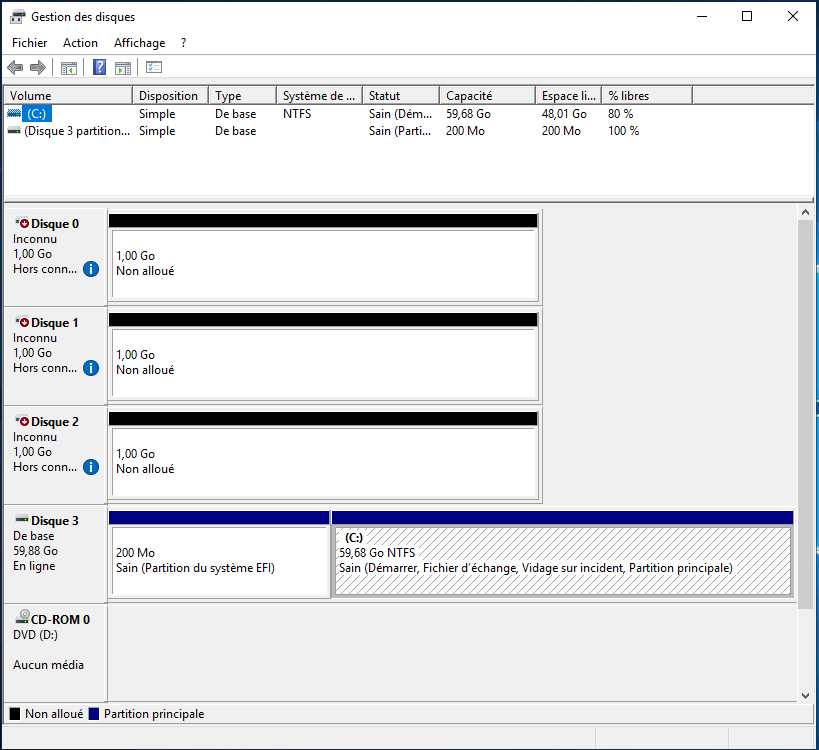 Gestion des disques
Fichier Action Affichage ?
Volume Disposition Type Système de ... Statut Capacité Espace li... % libres
(C:) Simple De base NTFS Sain (Dém... 59,68 Go 48,01 Go 80 %
(Disque 3 partition... Simple De base Sain (Parti... 200 Mo 200 Mo 100 %
Disque 0
Inconnu
1,00 Go
Hors conn...
1,00 Go
Non alloué
Disque 1
Inconnu
1,00 Go
Hors conn...
1,00 Go
Non alloué
Disque 2
Inconnu
1,00 Go
Hors conn...
1,00 Go
Non alloué
Disque 3
De base
59,88 Go
En ligne
200 Mo
Sain (Partition du système EFI)
(C:)
59,68 Go NTFS
Sain (Démarrer, Fichier d'échange, Vidage sur incident, Partition principale)
CD-ROM 0
DVD (D:)
Aucun média
Non alloué Partition principale